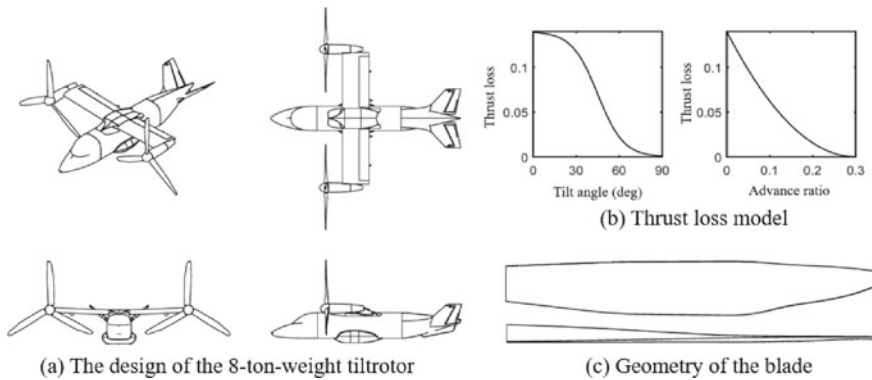 Thrust loss
0.1
0.05
0
0 30 60 90
Tilt angle (deg)
Thrust loss
0.1
0.05
0
0 0.1 0.2 0.3
Advance ratio
(b) Thrust loss model
(a) The design of the 8-ton-weight tiltrotor
(c) Geometry of the blade